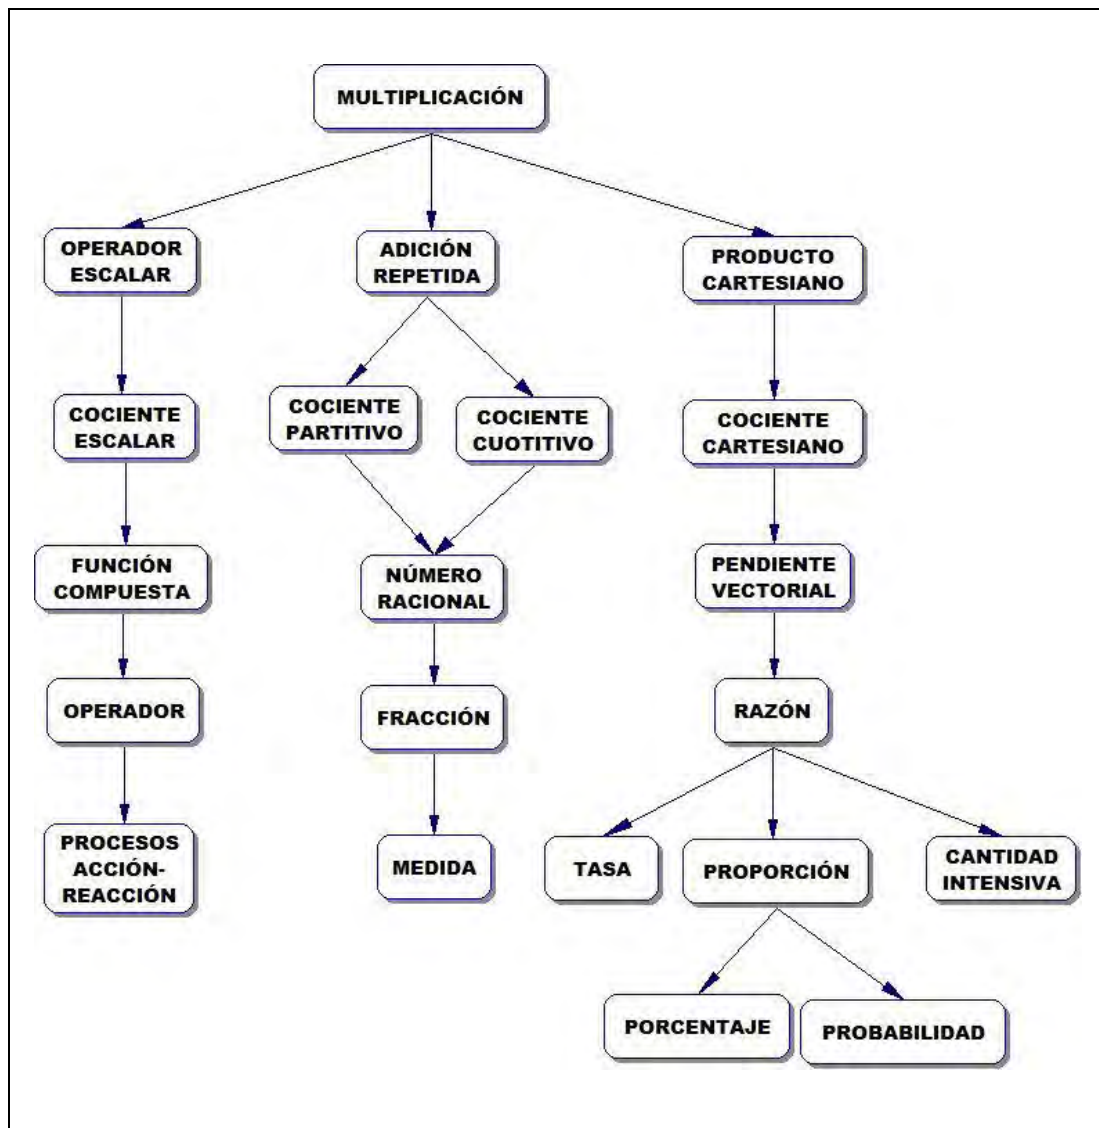 MULTIPLICACIÓN
OPERADOR
ESCALAR
ADICIÓN
REPETIDA
PRODUCTO
CARTESIANO
COCIENTE
ESCALAR
COCIENTE
PARTITIVO
COCIENTE
CUOTITIVO
COCIENTE
CARTESIANO
FUNCIÓN
COMPUESTA
NÚMERO
RACIONAL
PENDIENTE
VECTORIAL
OPERADOR
FRACCIÓN
RAZÓN
PROCESOS
ACCIÓN-
REACCIÓN
MEDIDA
TASA
PROPORCIÓN
CANTIDAD
INTENSIVA
PORCENTAJE
PROBABILIDAD